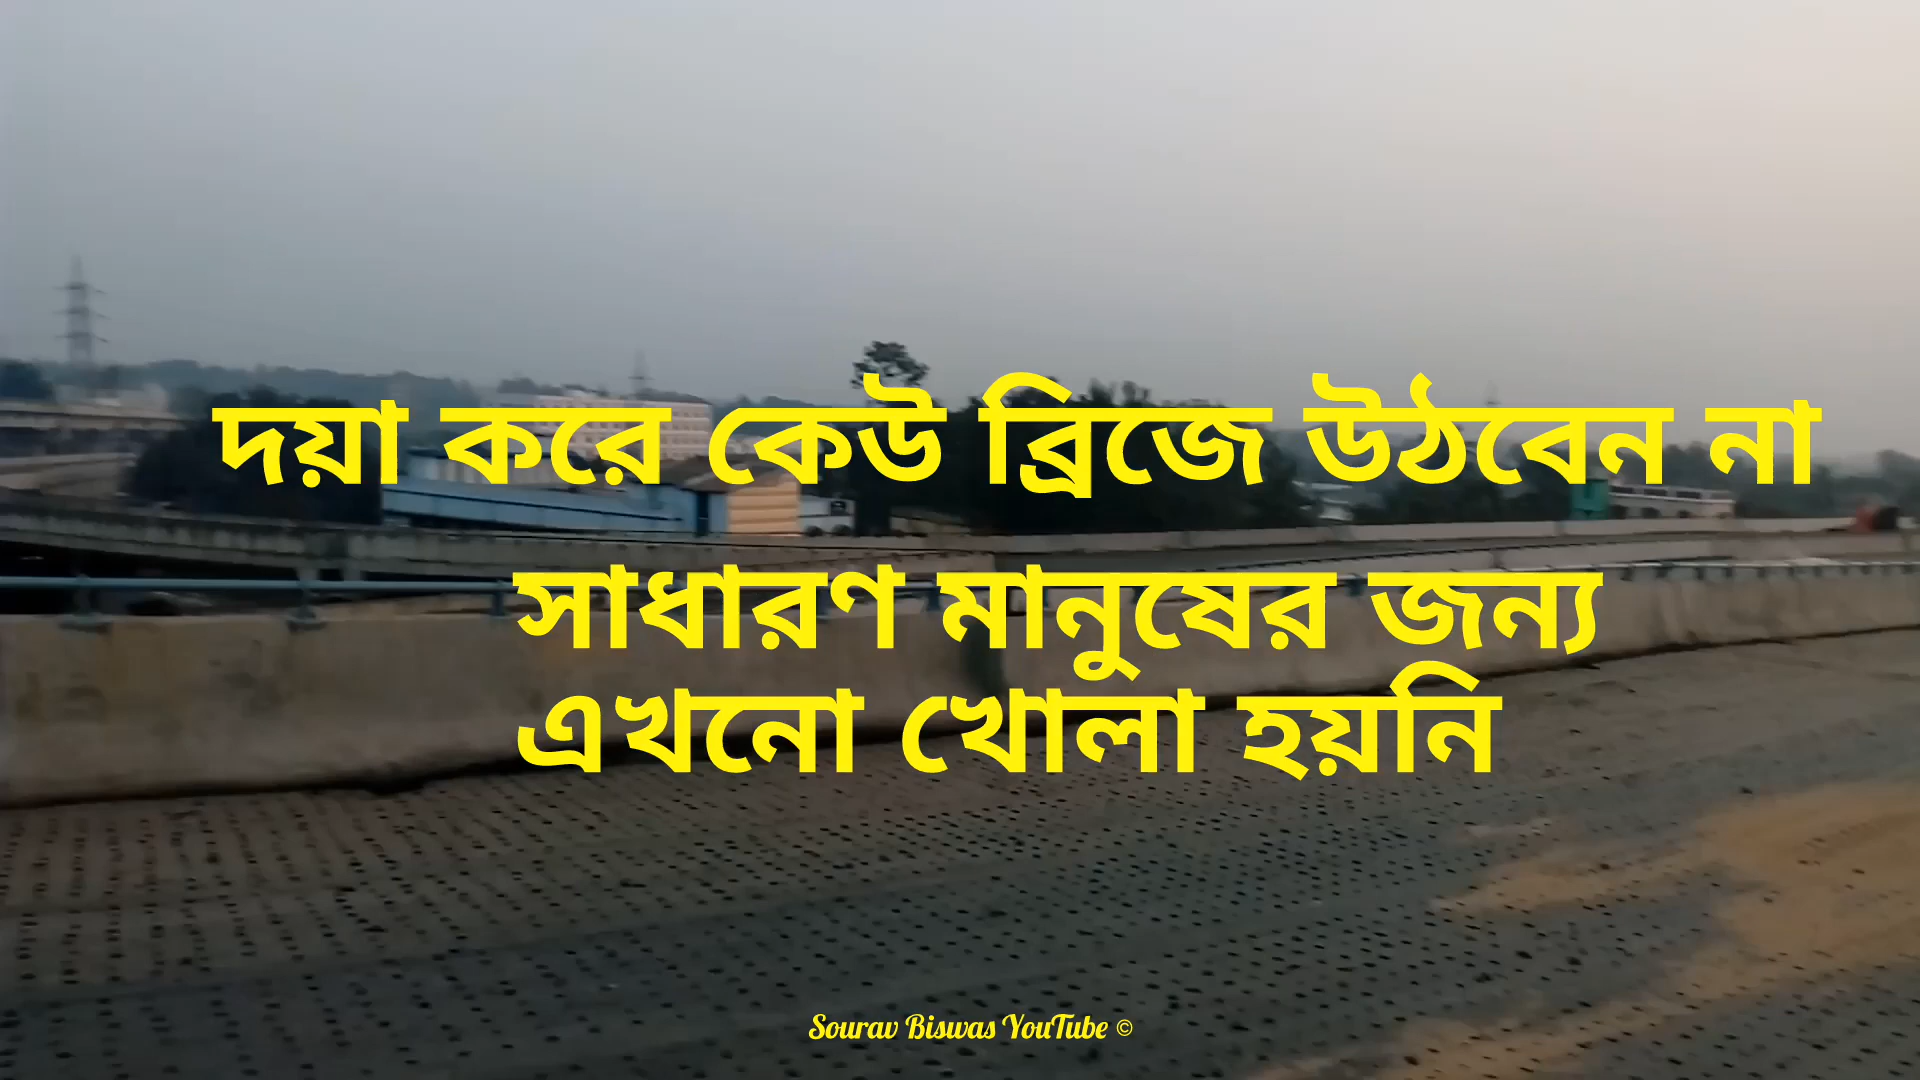 দয়া করে কেউ ব্রিজে উঠবেন না
সাধারণ মানুষের জন্য
এখনো খোলা হয়নি
Sourav Biswas YouTube ©